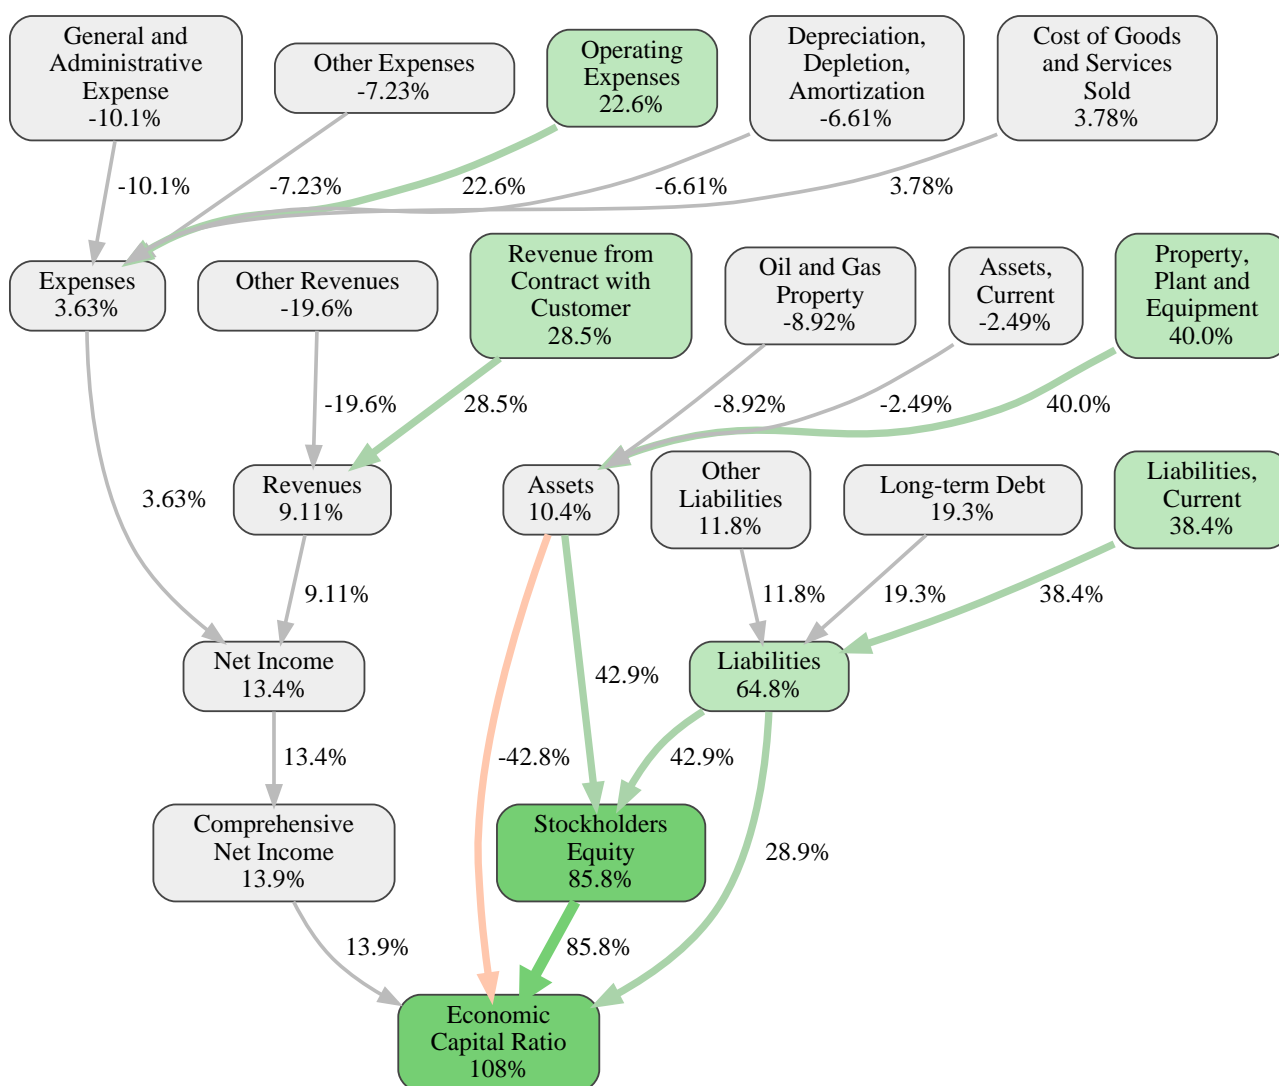 General and
Administrative
Expense
-10.1%
Other Expenses
-7.23%
Operating
Expenses
22.6%
Depreciation,
Depletion,
Amortization
-6.61%
Cost of Goods
and Services
Sold
3.78%
-10.1%
-7.23%
22.6%
-6.61%
3.78%
Expenses
3.63%
Other Revenues
-19.6%
Revenue from
Contract with
Customer
28.5%
Oil and Gas
Property
-8.92%
Assets,
Current
-2.49%
Property,
Plant and
Equipment
40.0%
-19.6%
28.5%
-8.92%
-2.49%
40.0%
3.63%
Revenues
9.11%
Assets
10.4%
Other
Liabilities
11.8%
Long-term Debt
19.3%
Liabilities,
Current
38.4%
9.11%
11.8%
19.3%
38.4%
Net Income
13.4%
42.9%
Liabilities
64.8%
13.4%
-42.8%
42.9%
Comprehensive
Net Income
13.9%
Stockholders
Equity
85.8%
28.9%
13.9%
85.8%
Economic
Capital Ratio
108%